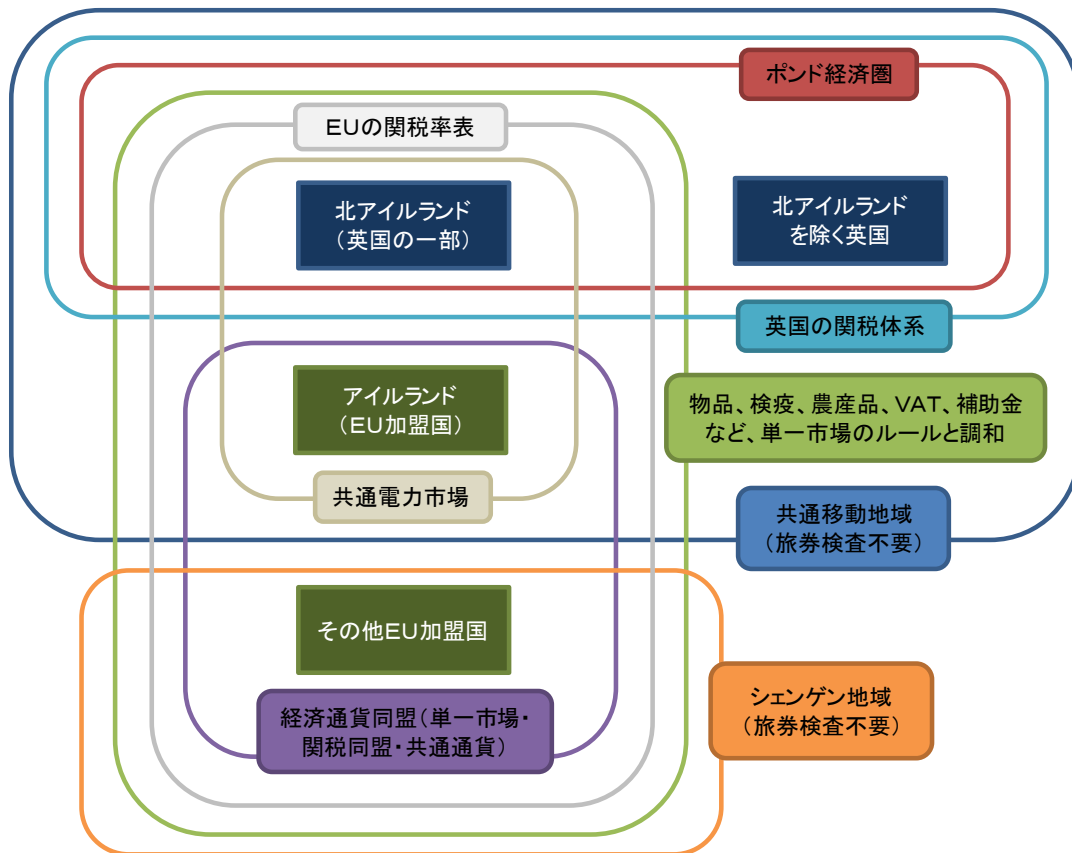 ポンド経済圏
EUの関税率表
北アイルランド
(英国の一部)
北アイルランド
を除く英国
英国の関税体系
アイルランド
(EU加盟国)
物品、検疫、農産品、VAT、補助金
など、単一市場のルールと調和
共通電力市場
共通移動地域
(旅券検査不要)
その他EU加盟国
シェンゲン地域
(旅券検査不要)
経済通貨同盟(単一市場・
関税同盟・共通通貨)